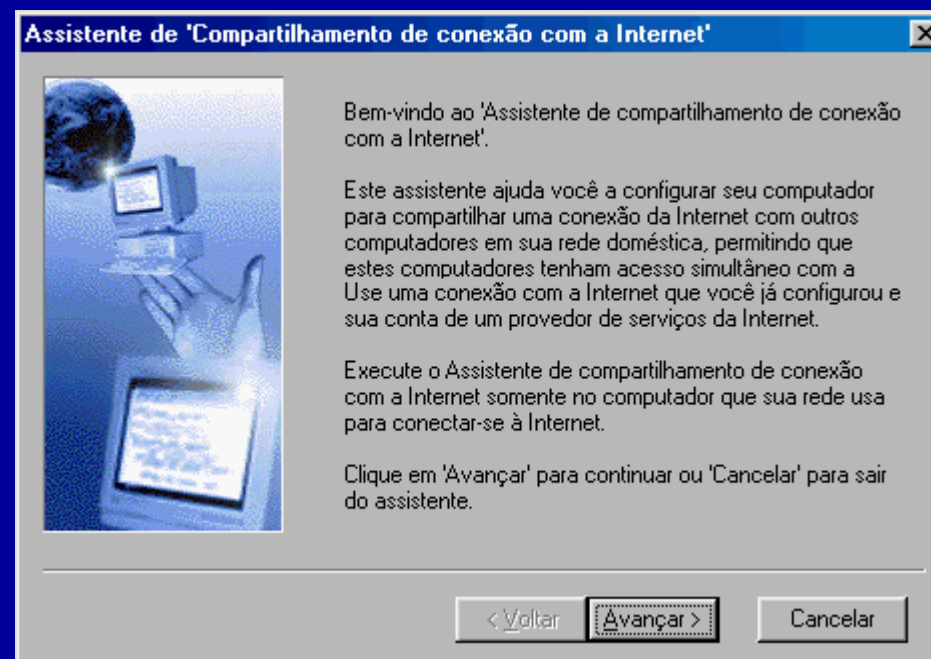 Assistente de 'Compartilhamento de conexão com a Internet'
Bem-vindo ao 'Assistente de compartilhamento de conexão
com a Internet'.
Este assistente ajuda você a configurar seu computador
para compartilhar uma conexão da Internet com outros
computadores em sua rede doméstica, permitindo que
estes computadores tenham acesso simultâneo com a
Use uma conexão com a Internet que você já configurou e
sua conta de um provedor de serviços da Internet.
Execute o Assistente de compartilhamento de conexão
com a Internet somente no computador que sua rede usa
para conectar-se à Internet.
Clique em 'Avançar' para continuar ou 'Cancelar' para sair
do assistente.
< Voltar
Avançar >
Cancelar